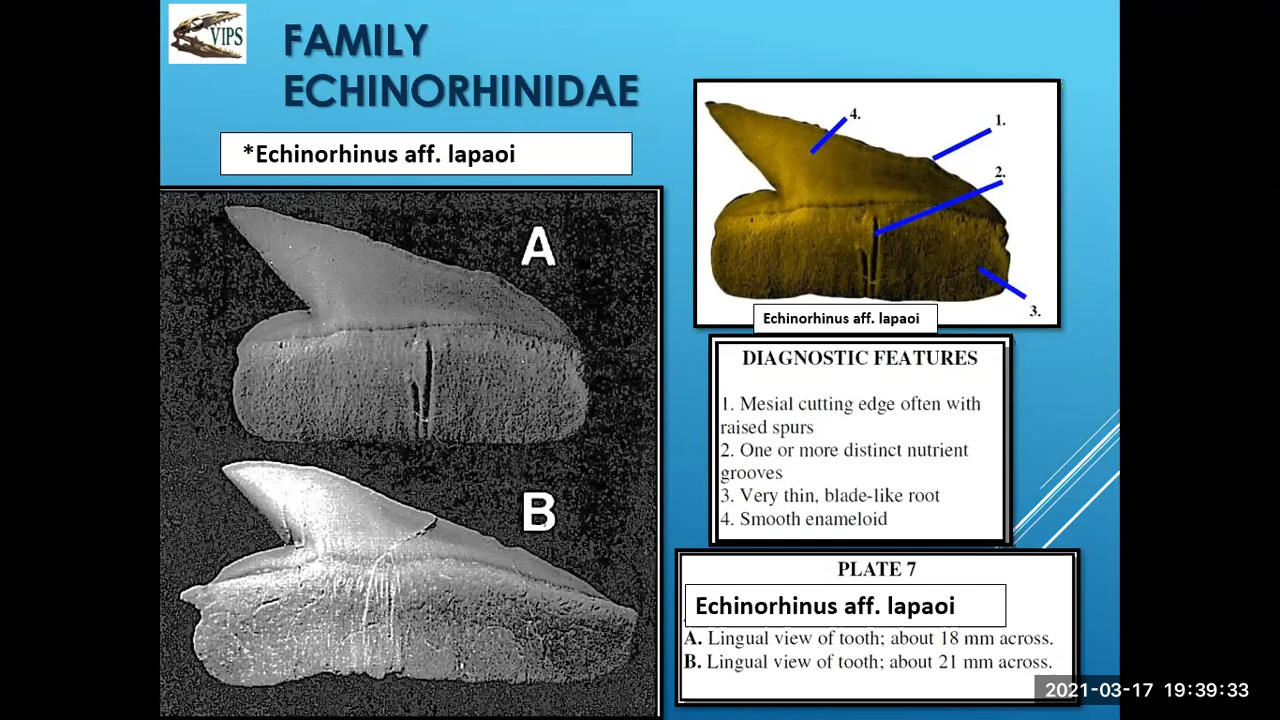 VIPS
FAMILY
ECHINORHINIDAE
*Echinorhinus aff. lapaoi
A
B
4.
1.
2.
3.
Echinorhinus aff. lapaoi
DIAGNOSTIC FEATURES
1. Mesial cutting edge often with
raised spurs
2. One or more distinct nutrient
grooves
3. Very thin, blade-like root
4. Smooth enameloid
PLATE 7
Echinorhinus aff. lapaoi
A. Lingual view of tooth; about 18 mm across.
B. Lingual view of tooth; about 21 mm across.
2021-03-17 19:39:33